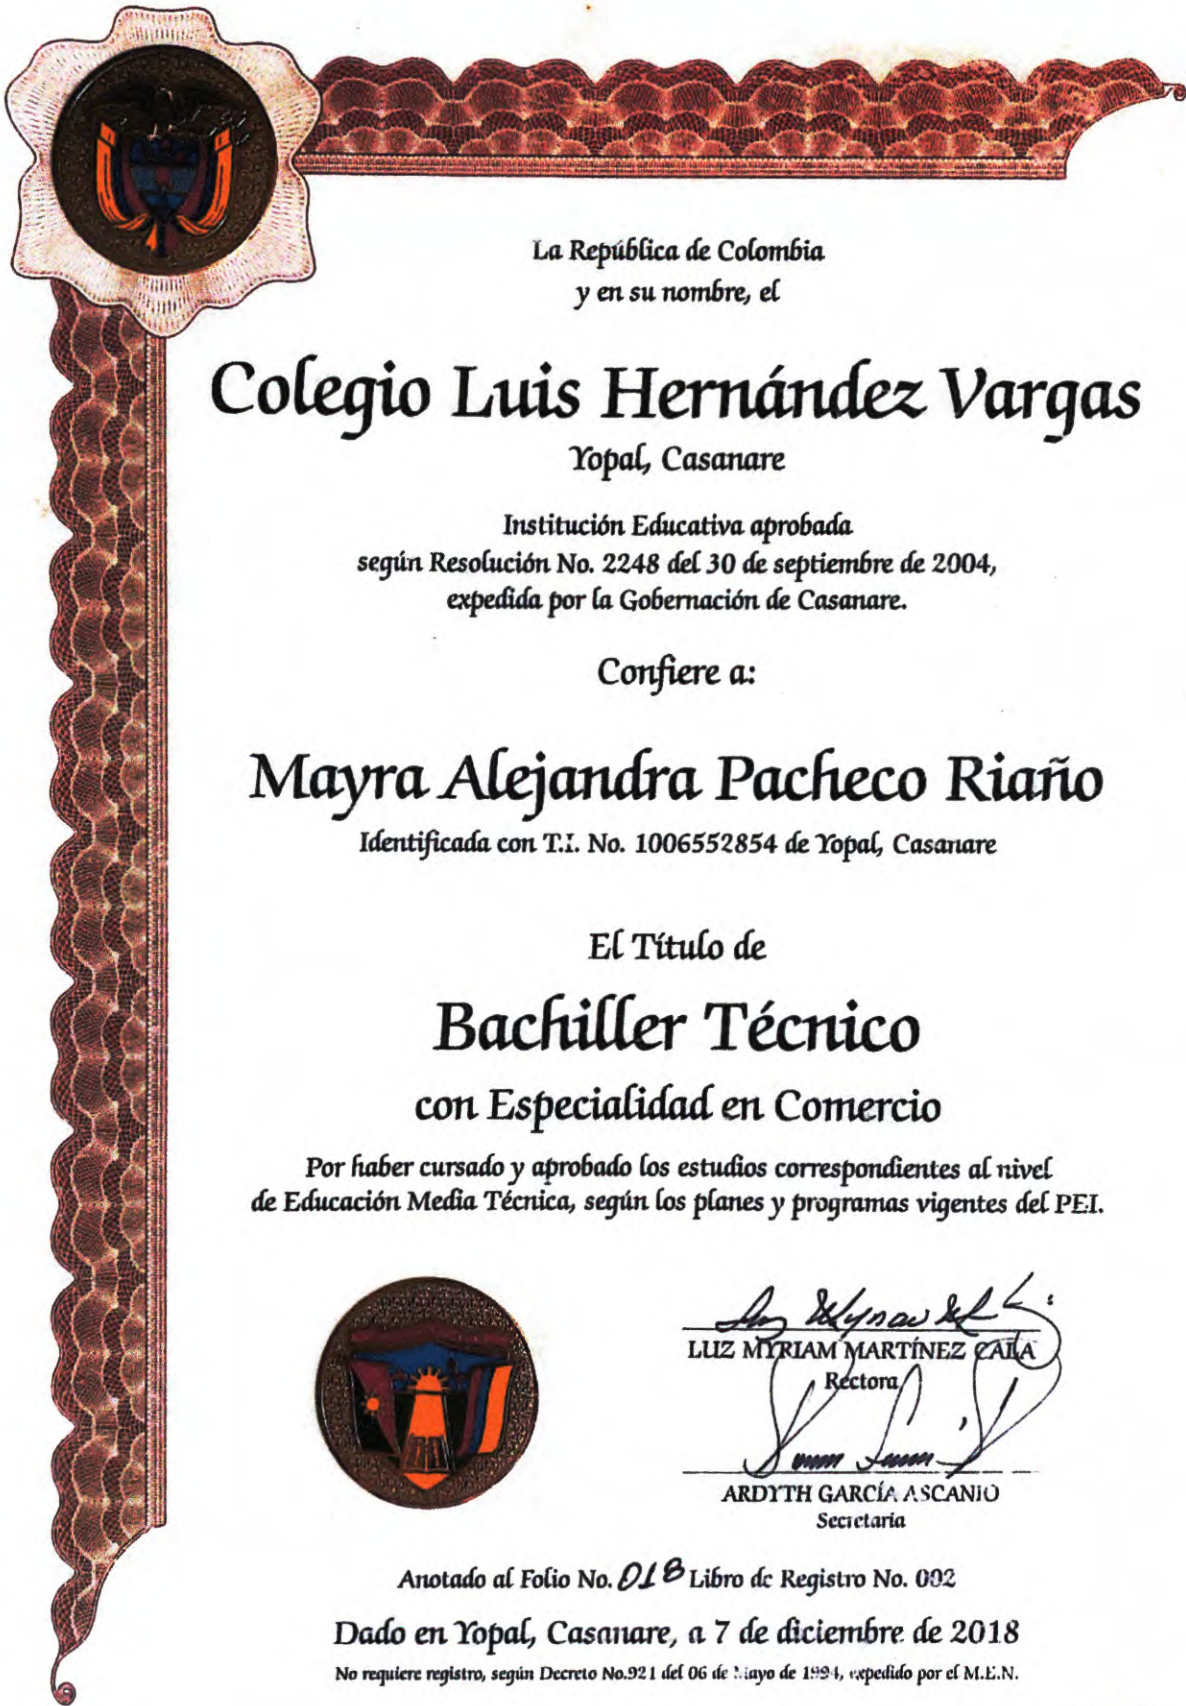 La República de Colombia
y en su nombre, el
Colegio Luis Hernández Vargas
Yopal, Casanare
Institución Educativa aprobada
según Resolución No. 2248 del 30 de septiembre de 2004,
expedida por la Gobernación de Casanare.
Confiere a:
Mayra Alejandra Pacheco Riaño
Identificada con T.I. No. 1006552854 de Yopal, Casanare
El Título de
Bachiller Técnico
con Especialidad en Comercio
Por haber cursado y aprobado los estudios correspondientes al nivel
de Educación Media Técnica, según los planes y programas vigentes del PEI.
LUZ MYRIAM MARTÍNEZ CALA
Rectora
ARDYTH GARCÍA ASCANIO
Secretaria
Anotado al Folio No. 018 Libro de Registro No. 002
Dado en Yopal, Casanare, a 7 de diciembre de 2018
No requiere registro, según Decreto No.921 del 06 de Mayo de 1994, expedido por el M.E.N.